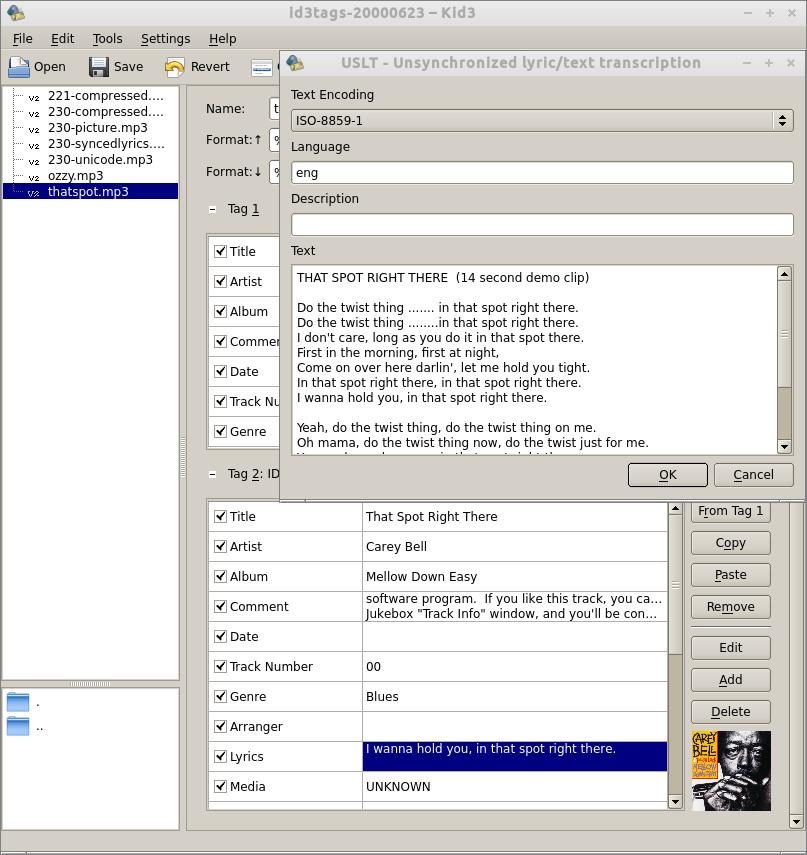 id3tags-20000623 – Kid3
File Edit Tools Settings Help
Open Save Revert
221-compressed....
230-compressed....
230-picture.mp3
230-syncedlyrics....
230-unicode.mp3
ozzy.mp3
thatspot.mp3
.
..
Name:
Format:↑ %
Format:↓ %
Tag 1
Title
Artist
Album
Date
Genre
USLT - Unsynchronized lyric/text transcription
Text Encoding
ISO-8859-1
Language
eng
Description
Text
THAT SPOT RIGHT THERE (14 second demo clip)
Do the twist thing ....... in that spot right there.
Do the twist thing ........in that spot right there.
I don't care, long as you do it in that spot there.
First in the morning, first at night,
Come on over here darlin', let me hold you tight.
In that spot right there, in that spot right there.
I wanna hold you, in that spot right there.
Yeah, do the twist thing, do the twist thing on me.
Oh mama, do the twist thing now, do the twist just for me.
OK Cancel
Tag 2: ID
Title That Spot Right There
Artist Carey Bell
Album Mellow Down Easy
Comment software program. If you like this track, you ca...
Jukebox "Track Info" window, and you'll be con...
Date
Track Number 00
Genre Blues
Arranger
Lyrics I wanna hold you, in that spot right there.
Media UNKNOWN
From Tag 1
Copy
Paste
Remove
Edit
Add
Delete
CAREY
BELL